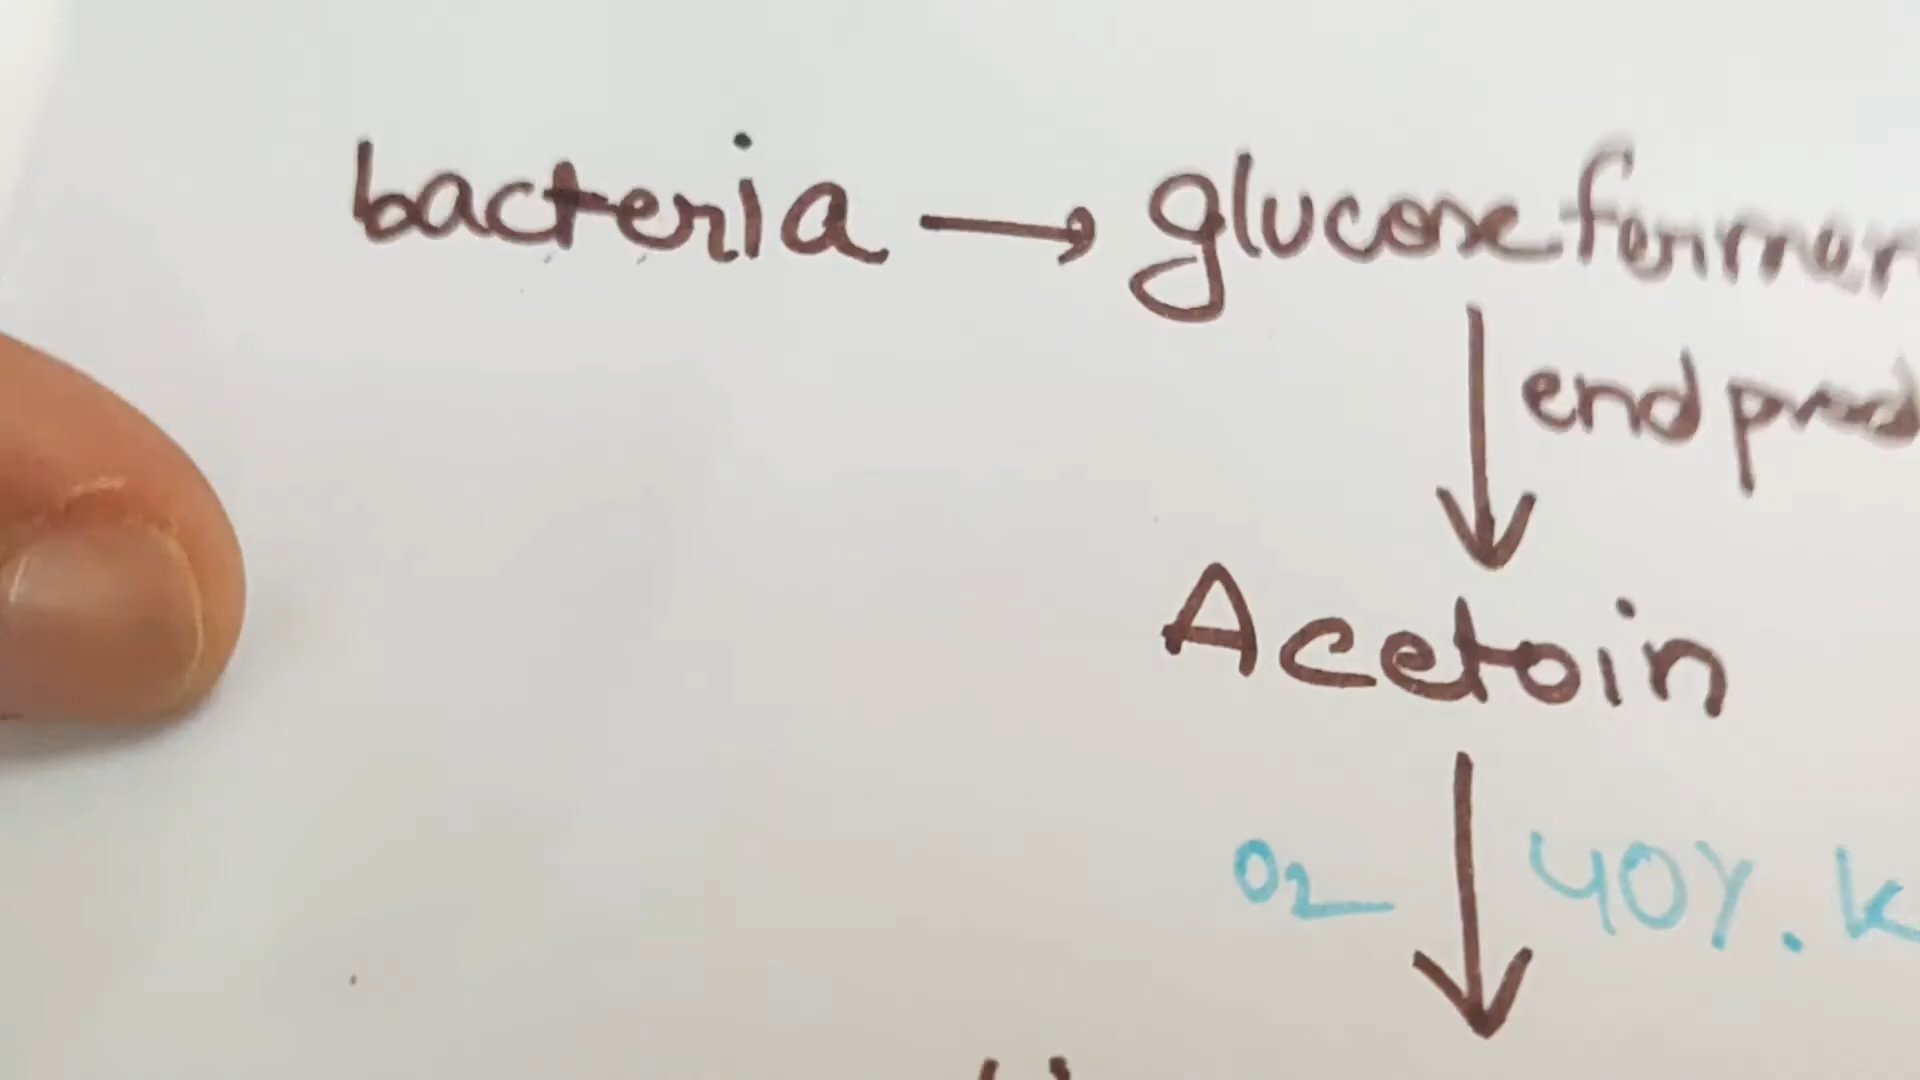 bacteria → glucose fermen
end prod
Acetoin
O2 40%. K